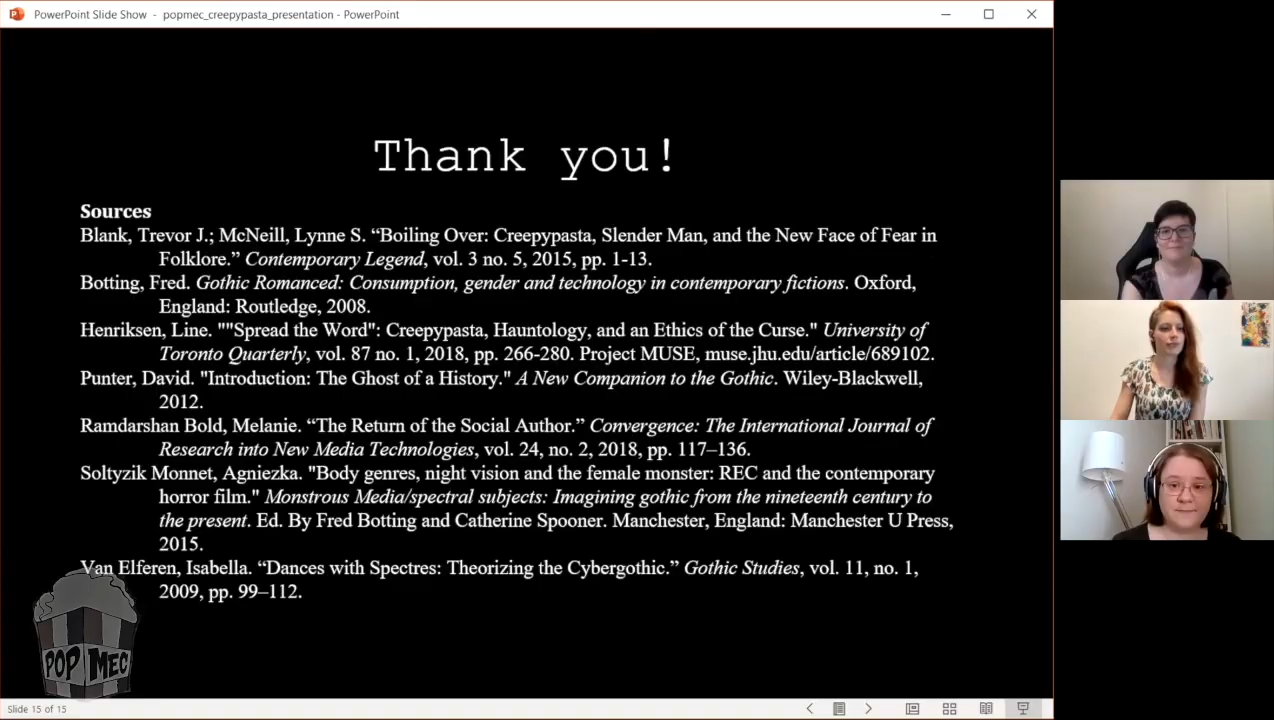 PowerPoint Slide Show - popmec_creepypasta_presentation - PowerPoint
Thank you!
Sources
Blank, Trevor J.; McNeill, Lynne S. “Boiling Over: Creepypasta, Slender Man, and the New Face of Fear in
Folklore.” Contemporary Legend, vol. 3 no. 5, 2015, pp. 1-13.
Botting, Fred. Gothic Romanced: Consumption, gender and technology in contemporary fictions. Oxford,
England: Routledge, 2008.
Henriksen, Line. ""Spread the Word": Creepypasta, Hauntology, and an Ethics of the Curse." University of
Toronto Quarterly, vol. 87 no. 1, 2018, pp. 266-280. Project MUSE, muse.jhu.edu/article/689102.
Punter, David. "Introduction: The Ghost of a History." A New Companion to the Gothic. Wiley-Blackwell,
2012.
Ramdarshan Bold, Melanie. “The Return of the Social Author.” Convergence: The International Journal of
Research into New Media Technologies, vol. 24, no. 2, 2018, pp. 117–136.
Soltyzik Monnet, Agniezka. "Body genres, night vision and the female monster: REC and the contemporary
horror film." Monstrous Media/spectral subjects: Imagining gothic from the nineteenth century to
the present. Ed. By Fred Botting and Catherine Spooner. Manchester, England: Manchester U Press,
2015.
Van Elferen, Isabella. “Dances with Spectres: Theorizing the Cybergothic.” Gothic Studies, vol. 11, no. 1,
2009, pp. 99–112.
POP MEC
Slide 15 of 15